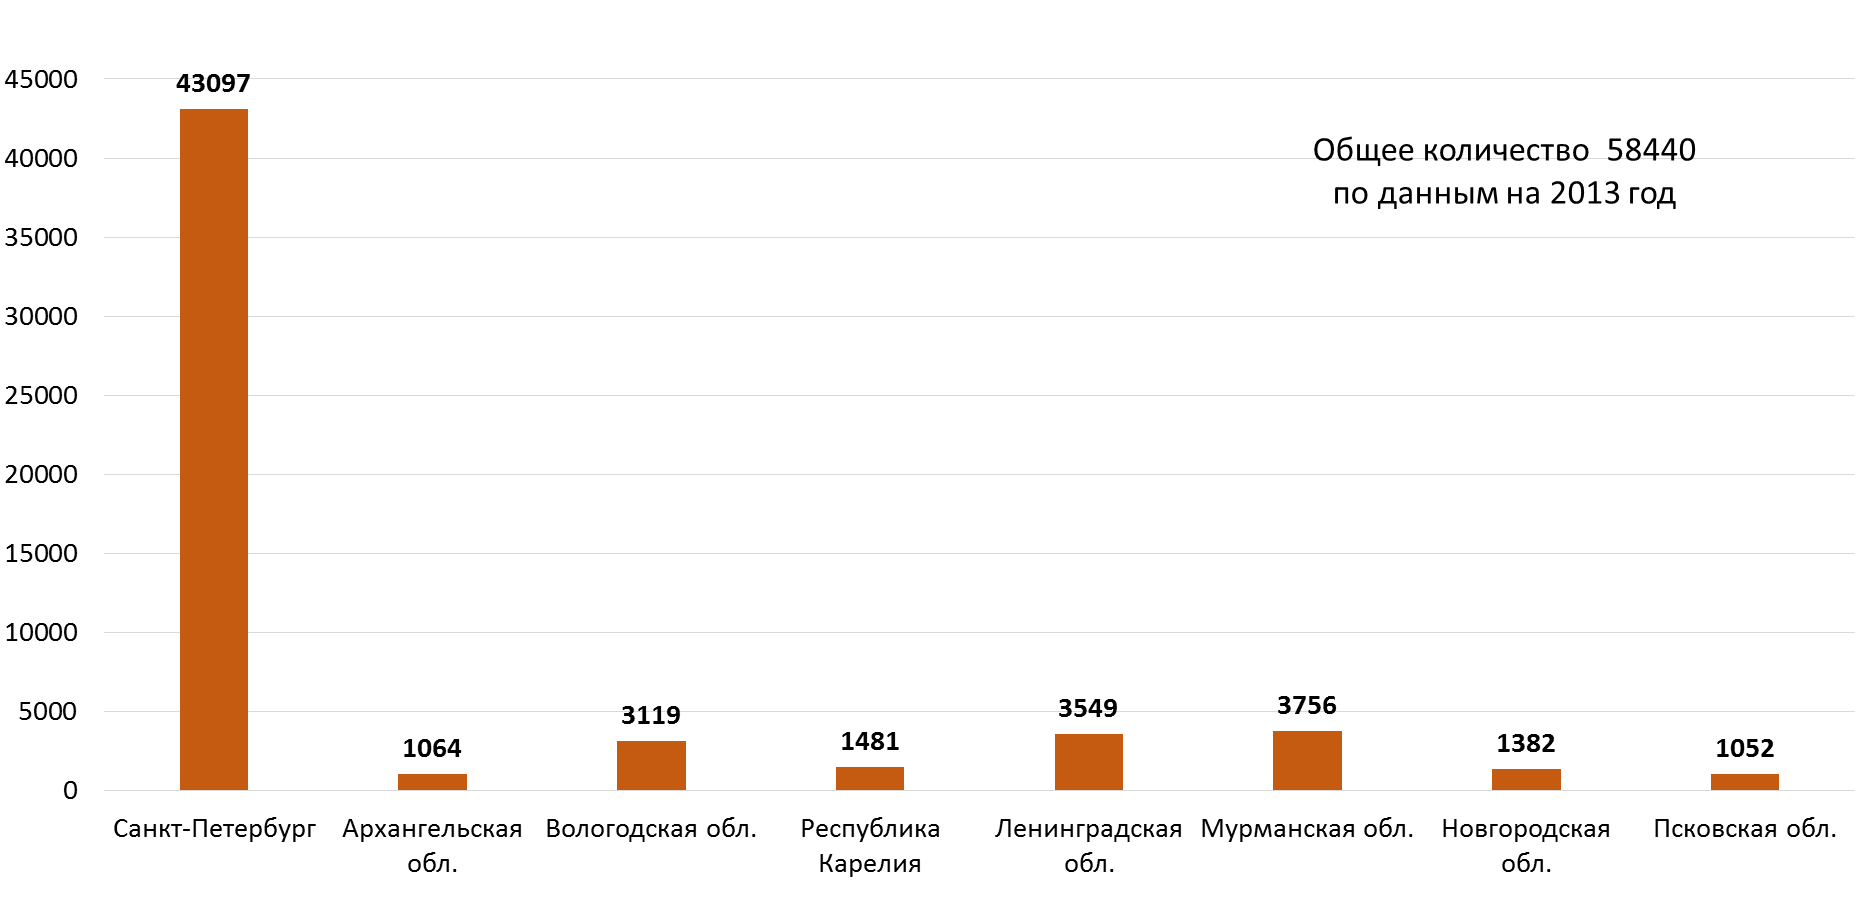 45000
40000
35000
30000
25000
20000
15000
10000
5000
0
43097
1064
3119
1481
3549
3756
1382
1052
Общее количество 58440
по данным на 2013 год
Санкт-Петербург
Архангельская
обл.
Вологодская обл.
Республика
Карелия
Ленинградская
обл.
Мурманская обл.
Новгородская
обл.
Псковская обл.